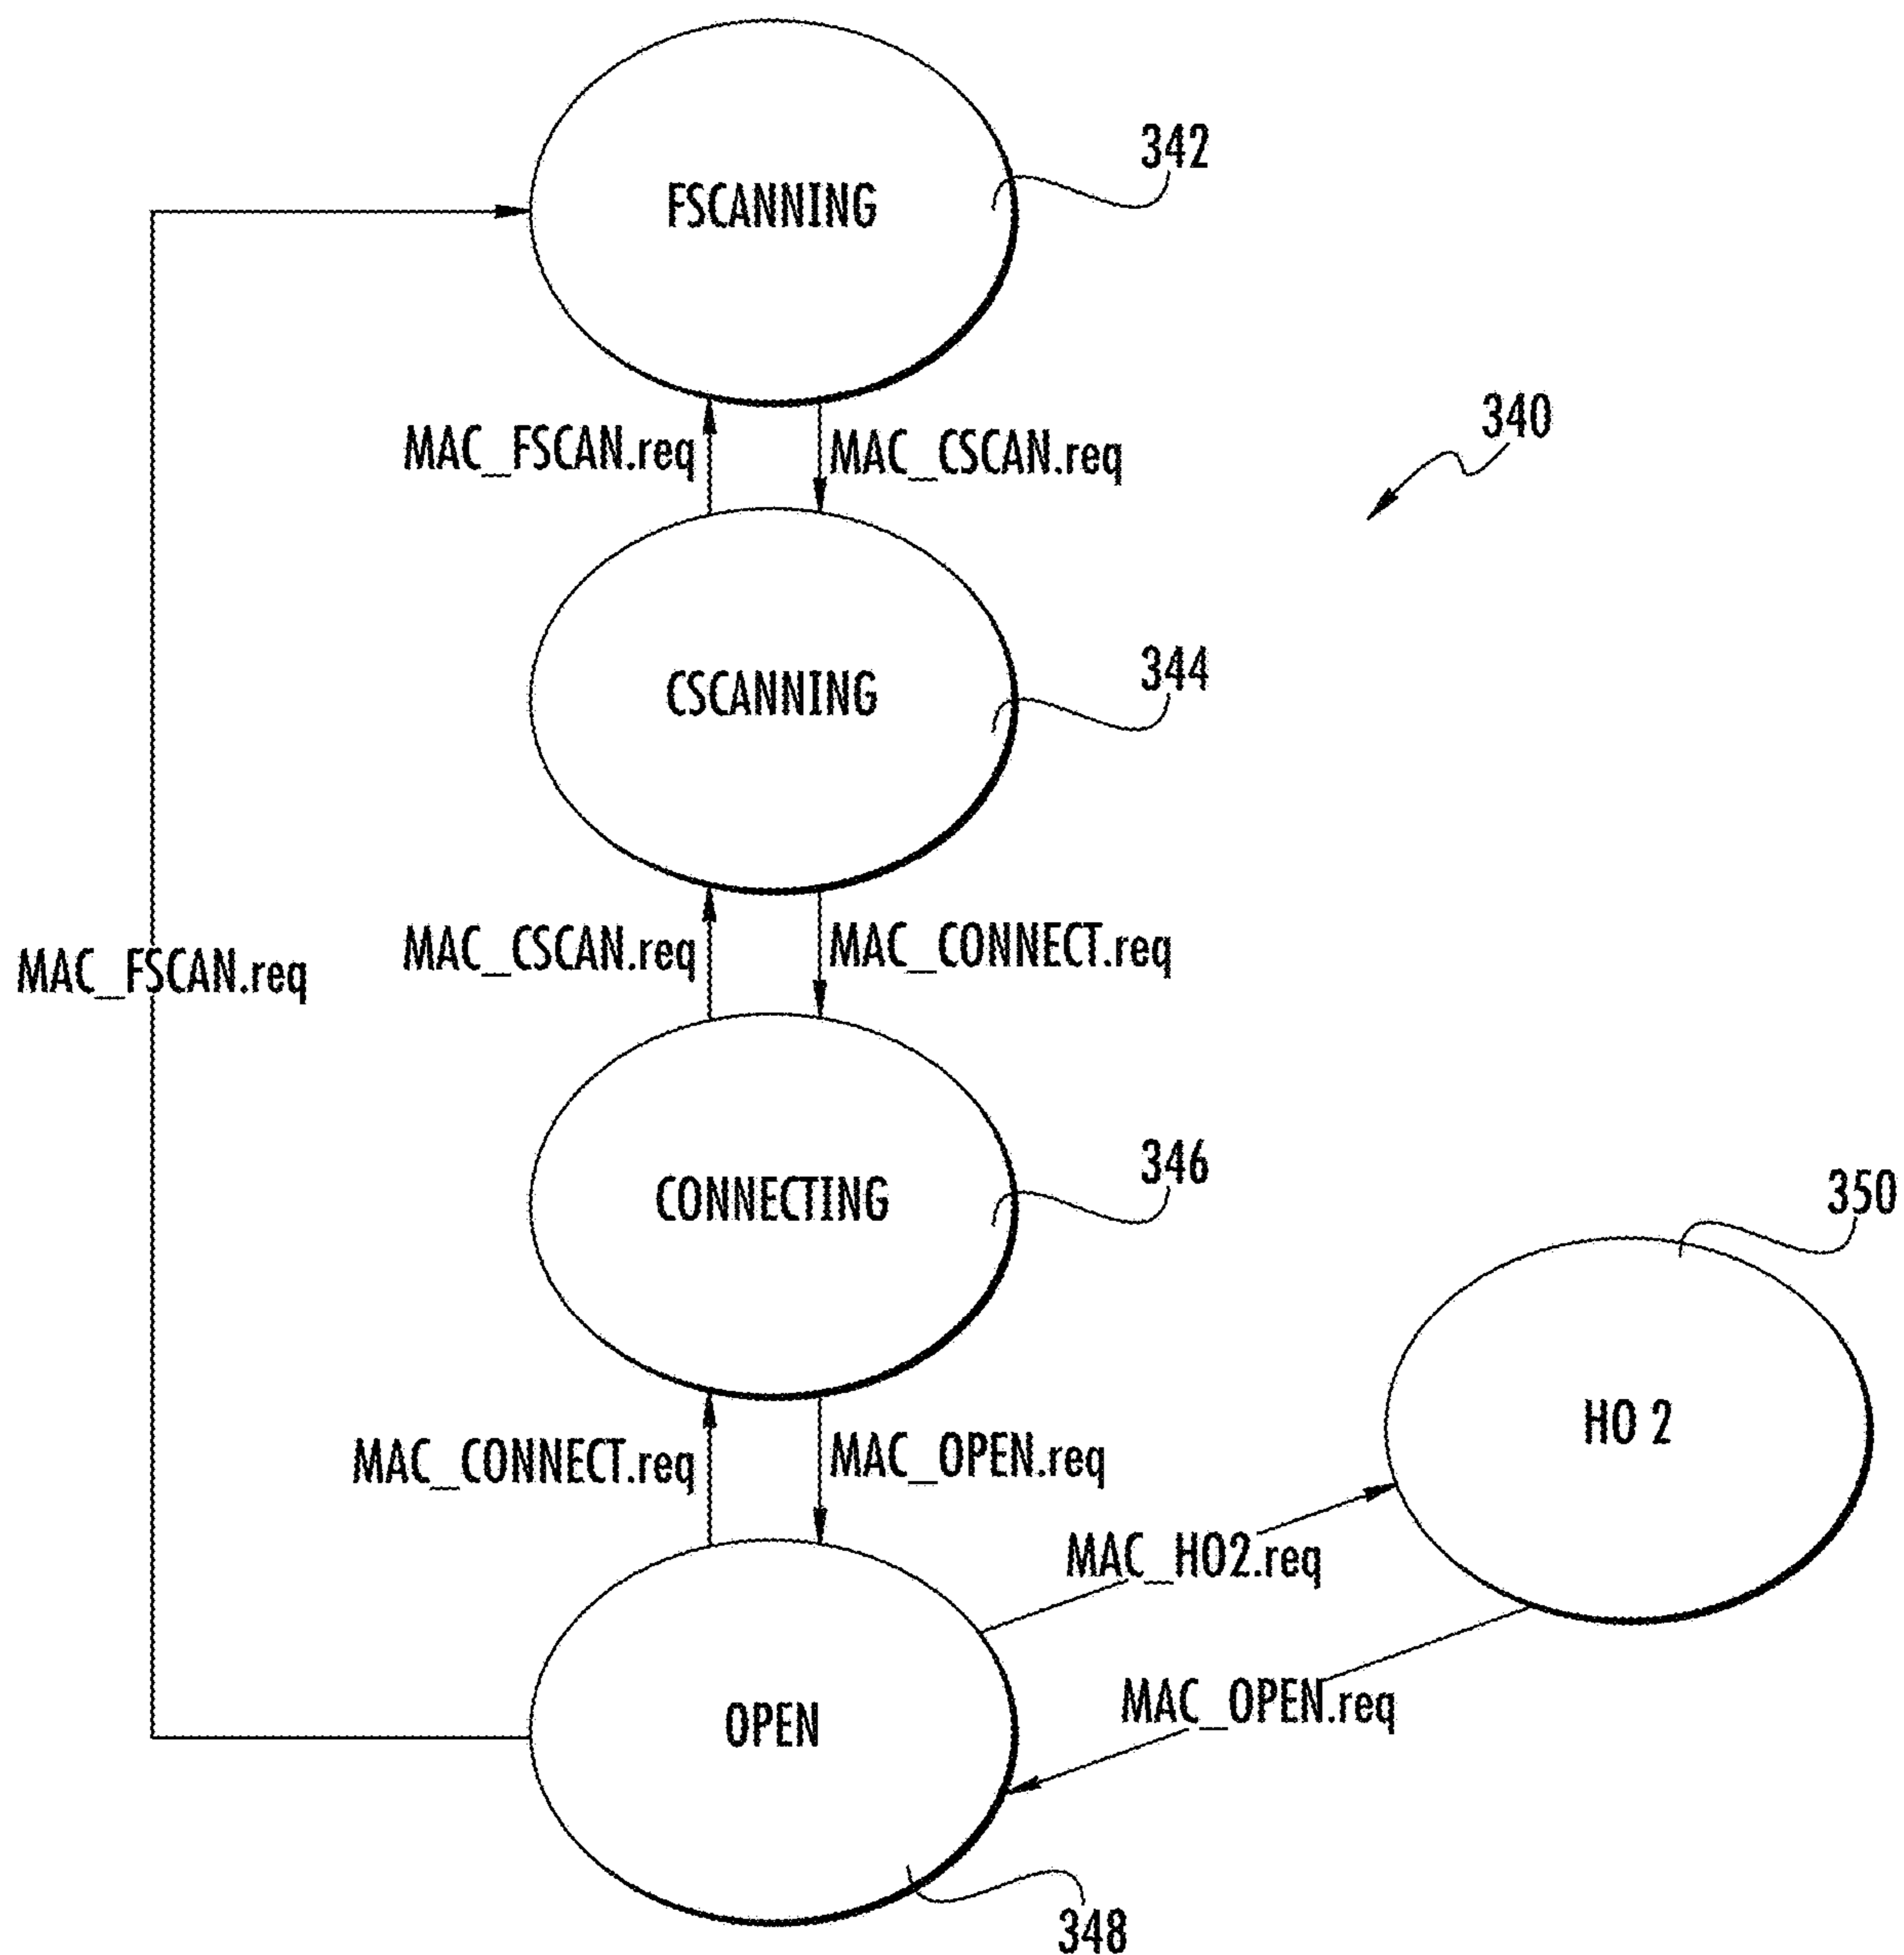 342
FSCANNING
340
MAC_FSCAN.req
MAC_CSCAN.req
344
CSCANNING
MAC_CSCAN.req
MAC_CONNECT.req
MAC_FSCAN.req
346
CONNECTING
350
HO 2
MAC_CONNECT.req
MAC_OPEN.req
MAC_HO2.req
MAC_OPEN.req
OPEN
348